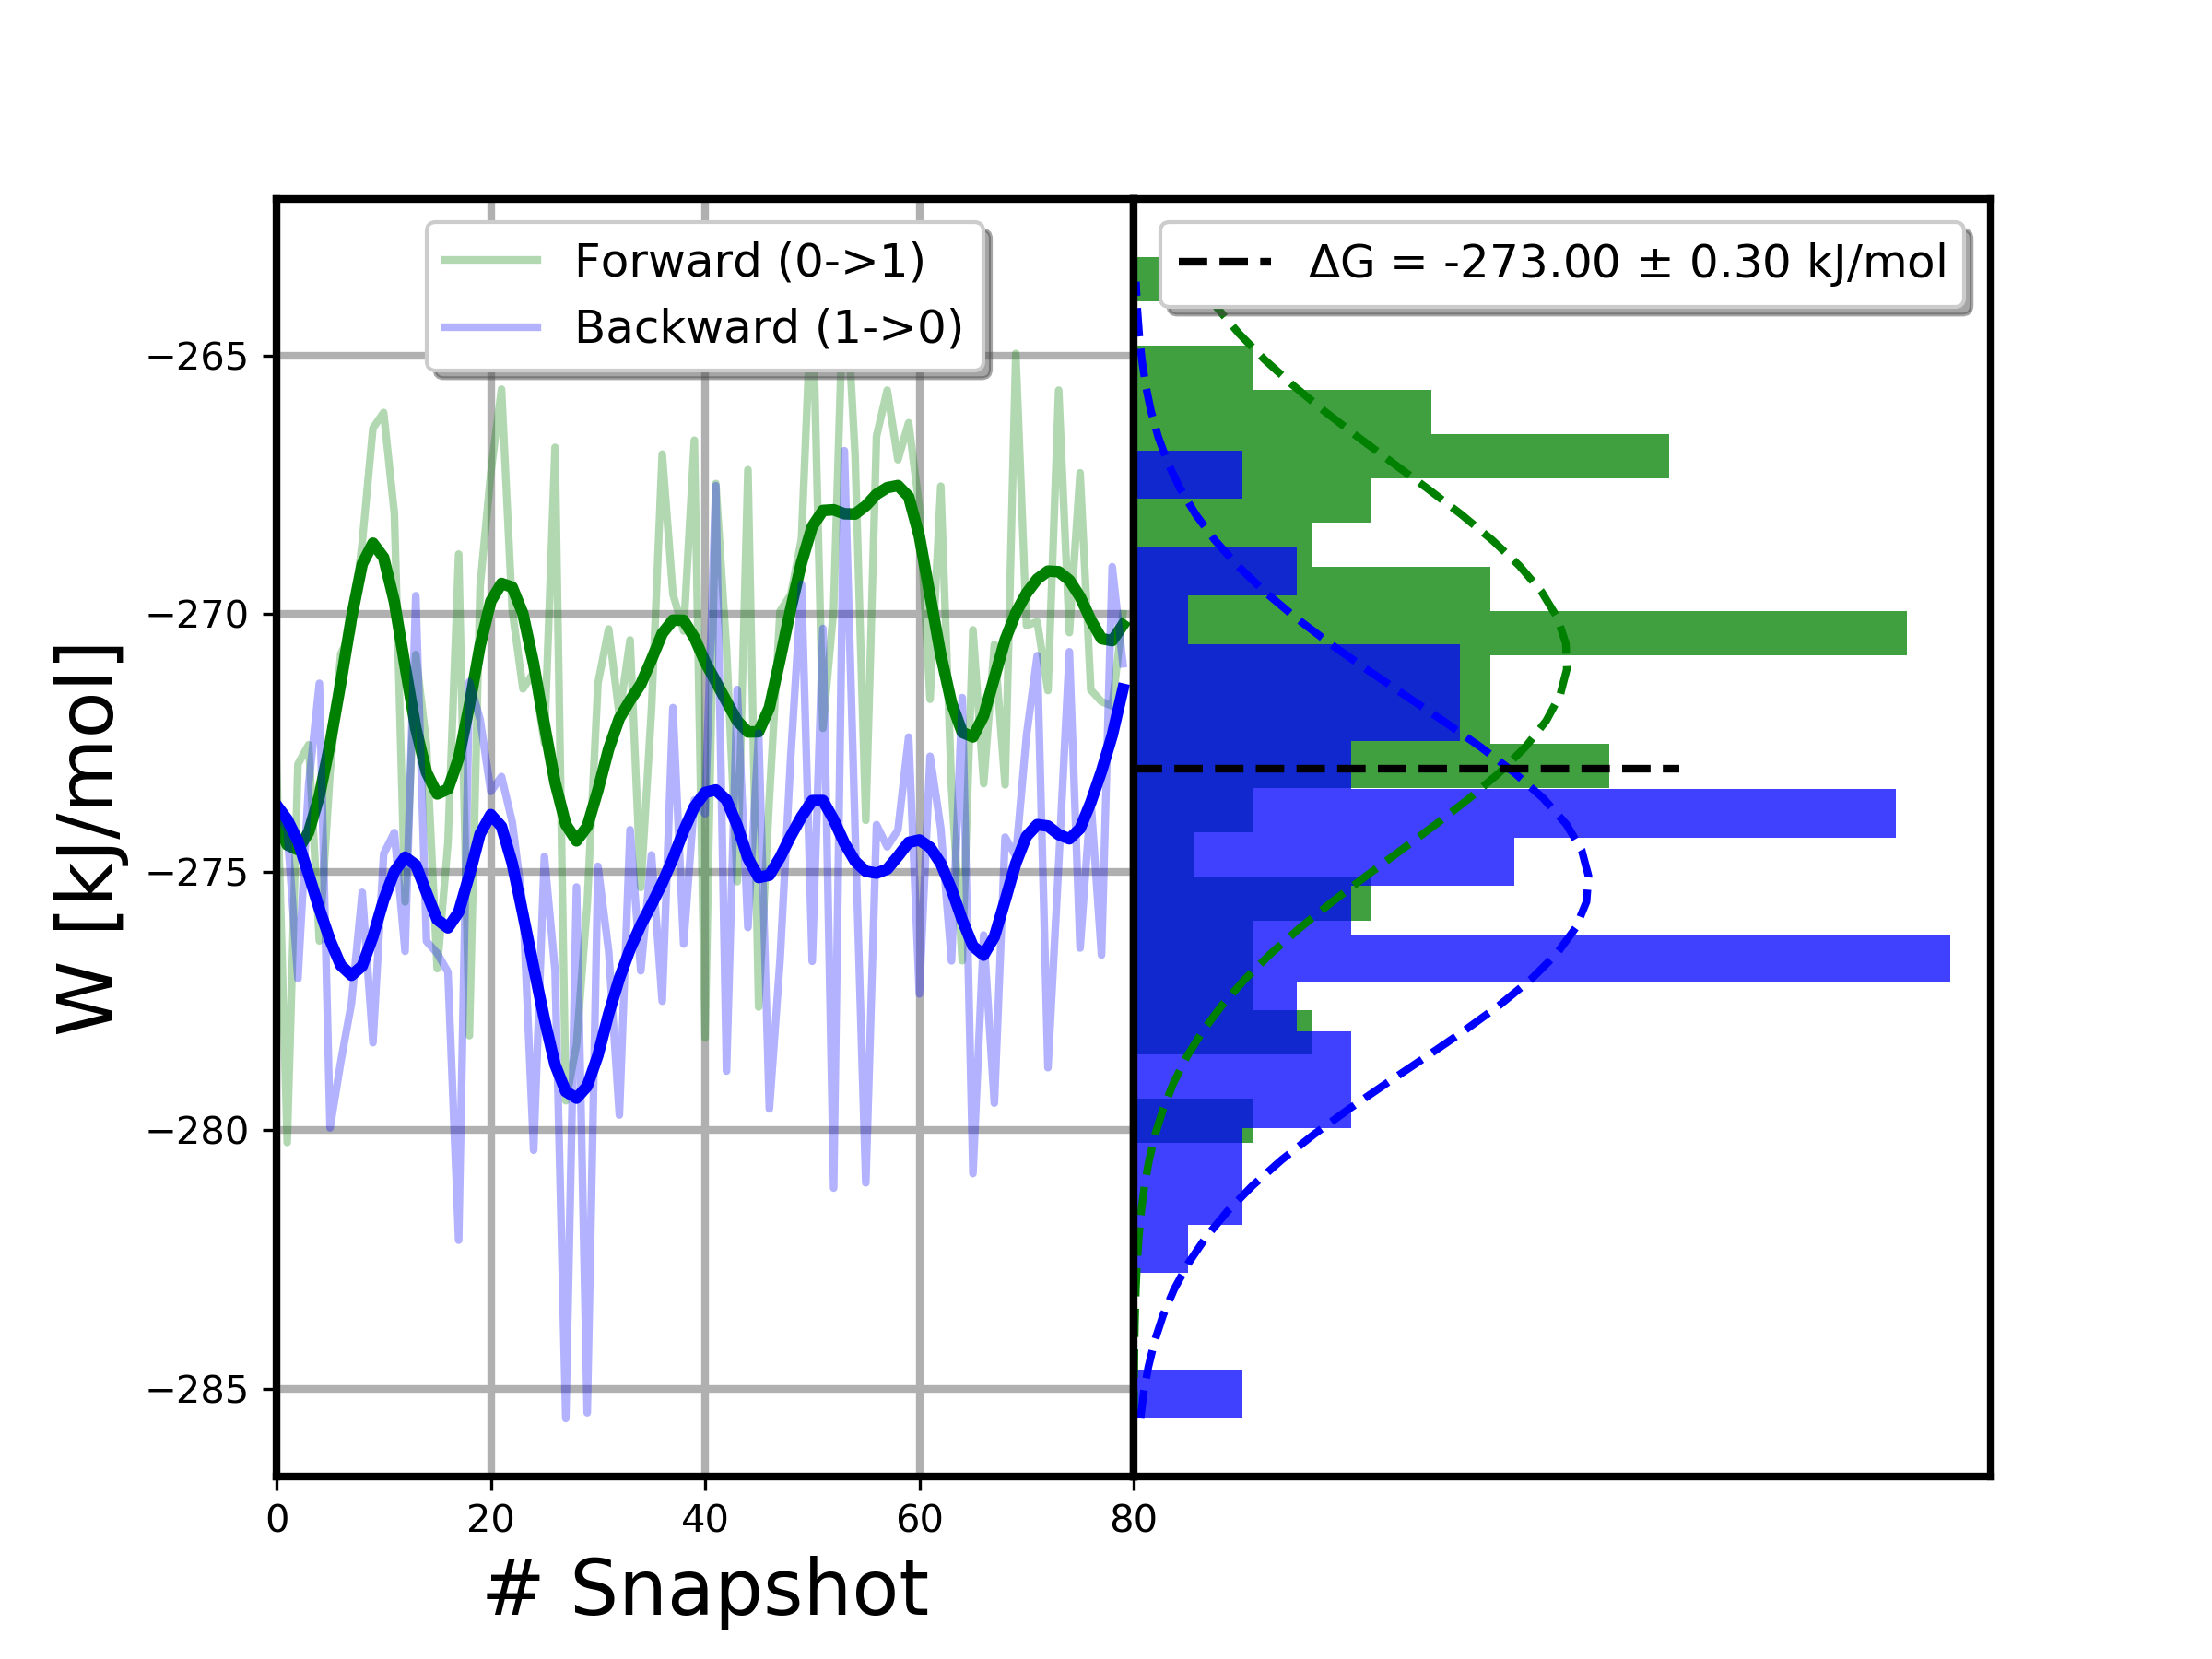 Forward (0->1)
Backward (1->0)
ΔG = -273.00 ± 0.30 kJ/mol
−265
−270
−275
−280
−285
W [kJ/mol]
0 20 40 60 80
# Snapshot